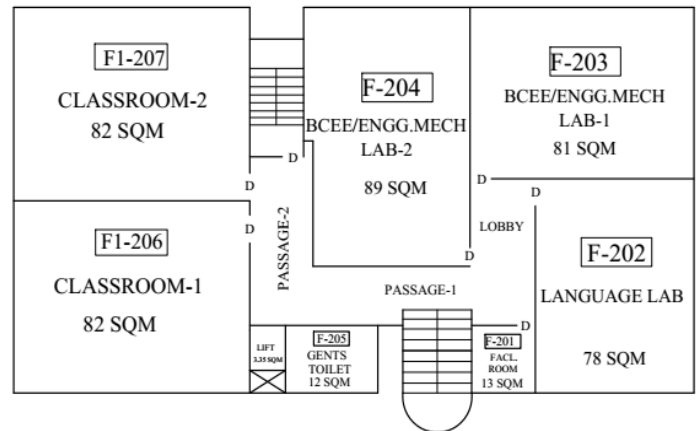 F1-207
CLASSROOM-2
82 SQM
F-204
BCEE/ENGG.MECH
LAB-2
89 SQM
F-203
BCEE/ENGG.MECH
LAB-1
81 SQM
D
D
D
D
D
D
F1-206
CLASSROOM-1
82 SQM
PASSAGE-2
LOBBY
D
PASSAGE-1
F-202
LANGUAGE LAB
78 SQM
LIFT
3.35 SQM
F-205
GENTS
TOILET
12 SQM
D
F-201
FACL.
ROOM
13 SQM